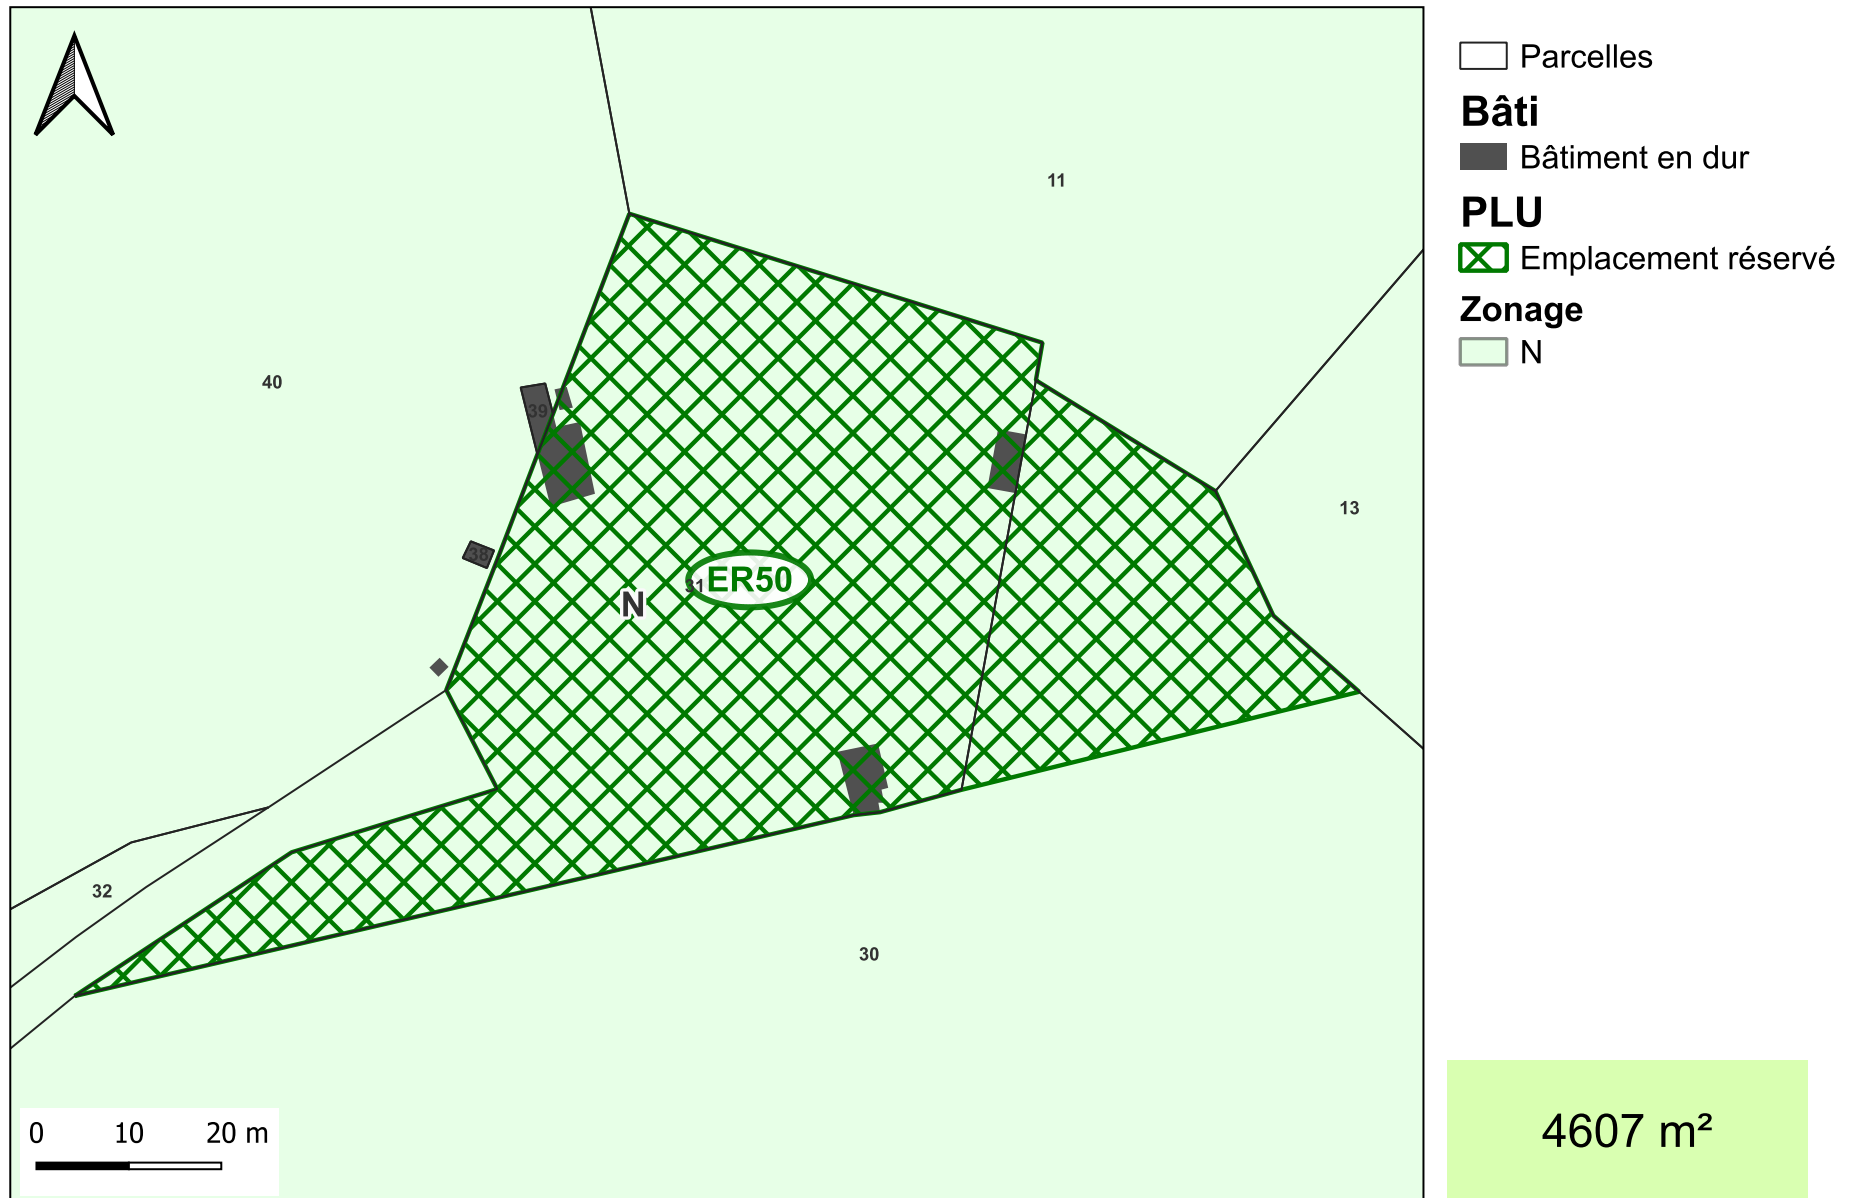 Parcelles
Bâti
Bâtiment en dur
PLU
Emplacement réservé
Zonage
N
11
40
39
13
38
31
ER50
N
32
30
0 10 20 m
4607 m²